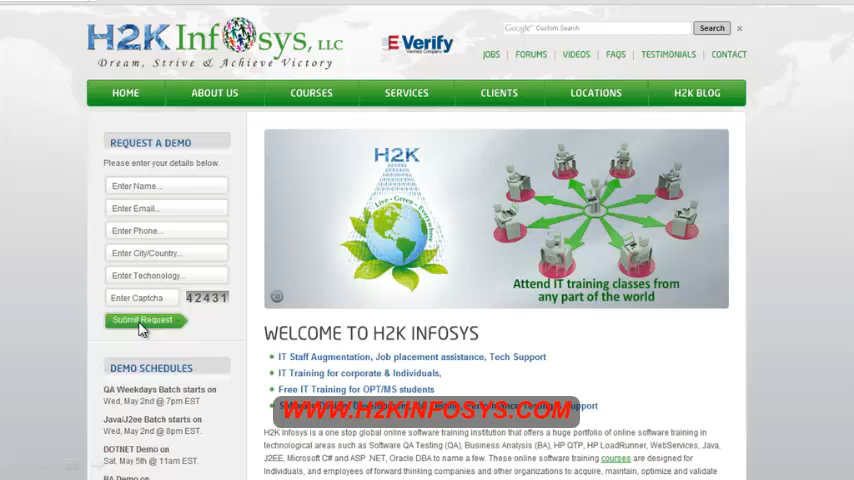 H2K Infosys, LLC
Dream, Strive & Achieve Victory
E Verify
Google™ Custom Search
Search
×
JOBS | FORUMS | VIDEOS | FAQS | TESTIMONIALS | CONTACT
HOME ABOUT US COURSES SERVICES CLIENTS LOCATIONS H2K BLOG
REQUEST A DEMO
Please enter your details below.
Enter Name...
Enter Email...
Enter Phone...
Enter City/Country...
Enter Techonology...
Enter Captcha 42431
Submit Request
DEMO SCHEDULES
QA Weekdays Batch starts on
Wed, May 2nd @ 7pm EST
Java/J2ee Batch starts on
Wed, May 2nd @ 8pm EST.
DOTNET Demo on
Sat, May 5th @ 11am EST.
BA Demo on
H2K
Live - Green - Every
Attend IT training classes from
any part of the world
WELCOME TO H2K INFOSYS
IT Staff Augmentation, Job placement assistance, Tech Support
IT Training for corporate & Individuals,
Free IT Training for OPT/MS students
WWW.H2KINFOSYS.COM
H2K Infosys is a one stop global online software training institution that offers a huge portfolio of online software training in
technological areas such as Software QA Testing (QA), Business Analysis (BA), HP QTP, HP LoadRunner, WebServices, Java,
J2EE, Microsoft C# and ASP .NET, Oracle DBA to name a few. These online software training courses are designed for
Individuals, and employees of forward thinking companies and other organizations to acquire, maintain, optimize and validate